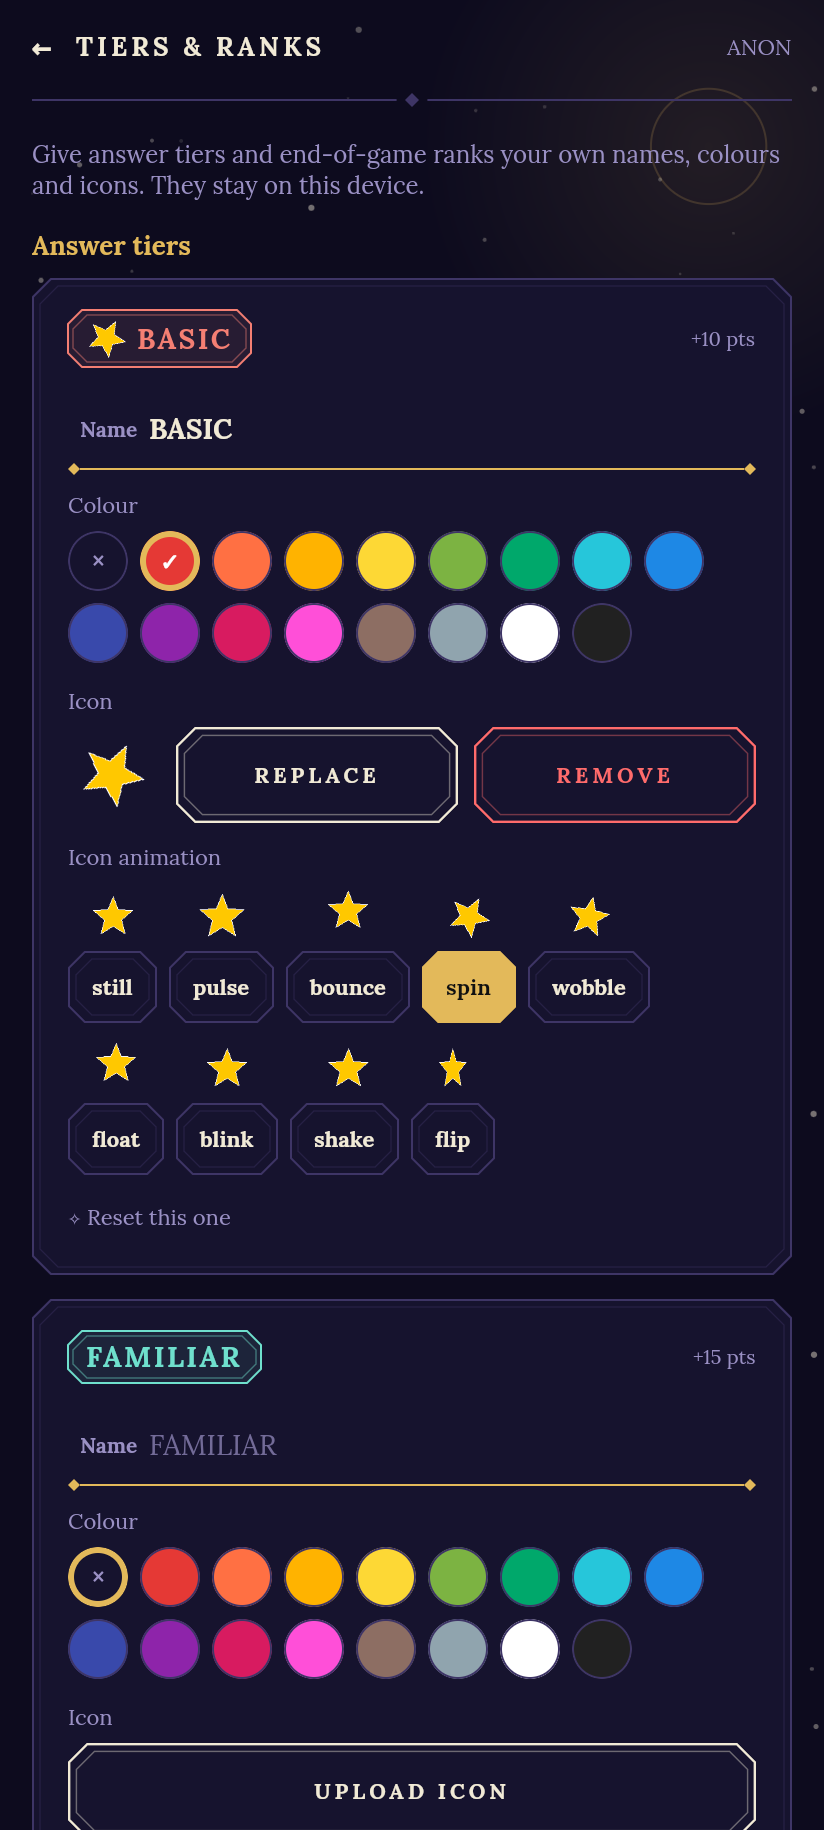 ← TIERS & RANKS ANON
Give answer tiers and end-of-game ranks your own names, colours
and icons. They stay on this device.
Answer tiers
BASIC +10 pts
Name BASIC
Colour
×
✓
Icon
REPLACE REMOVE
Icon animation
still pulse bounce spin wobble
float blink shake flip
✧ Reset this one
FAMILIAR +15 pts
Name FAMILIAR
Colour
×
Icon
UPLOAD ICON